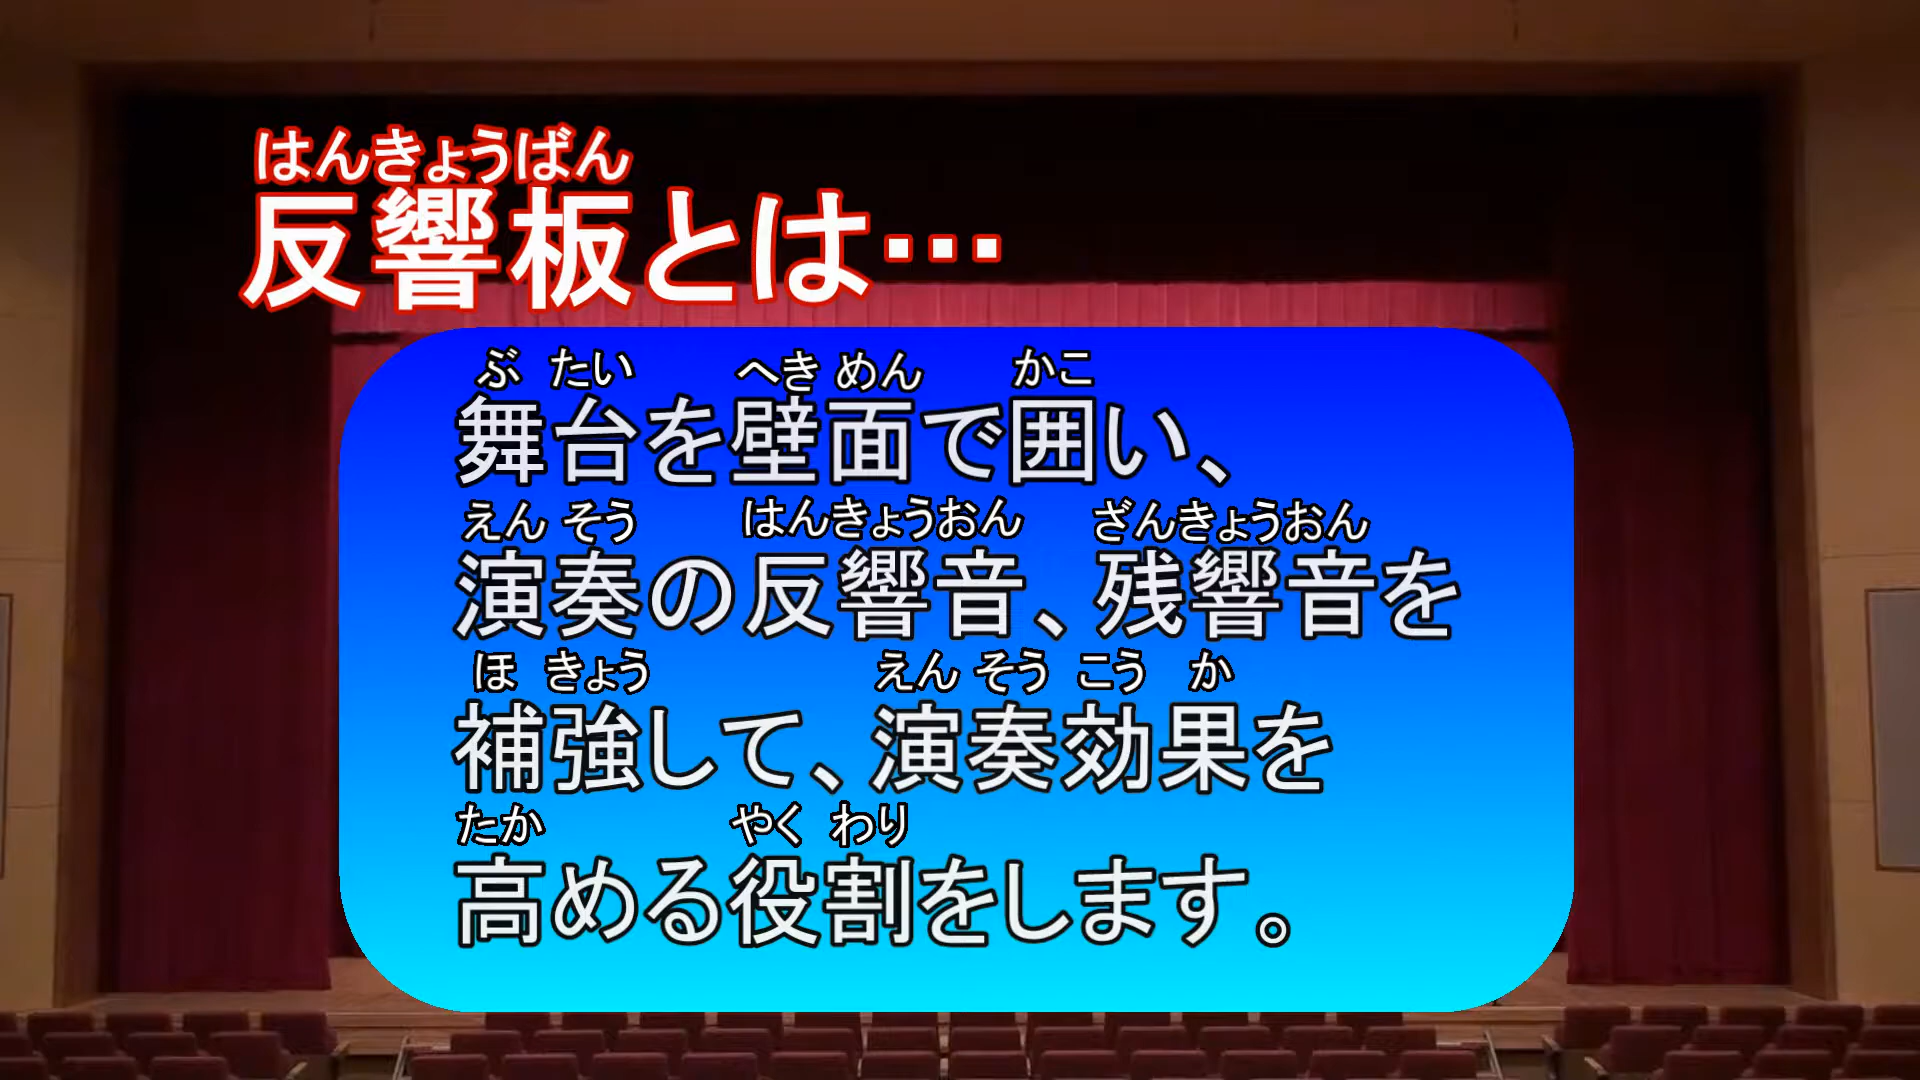 はんきょうばん
反響板とは…
ぶ たい へき めん かこ
舞台を壁面で囲い、
えん そう はんきょうおん ざんきょうおん
演奏の反響音、残響音を
ほ きょう えん そう こう か
補強して、演奏効果を
たか やく わり
高める役割をします。